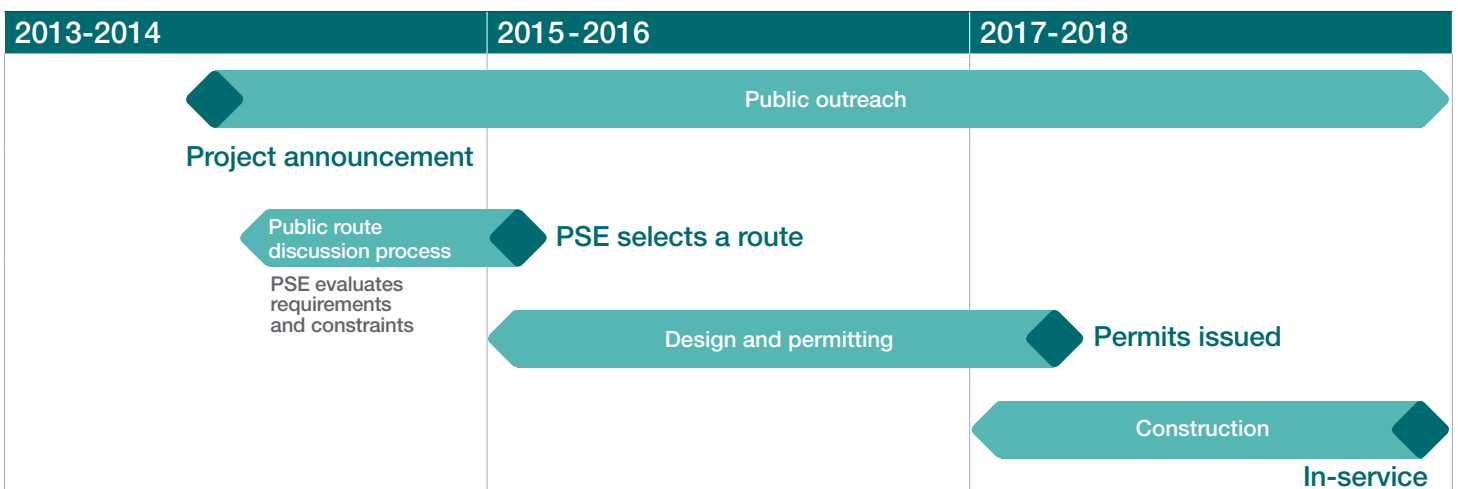 2013-2014
2015-2016
2017-2018
Public outreach
Project announcement
Public route
discussion process
PSE selects a route
PSE evaluates
requirements
and constraints
Design and permitting
Permits issued
Construction
In-service